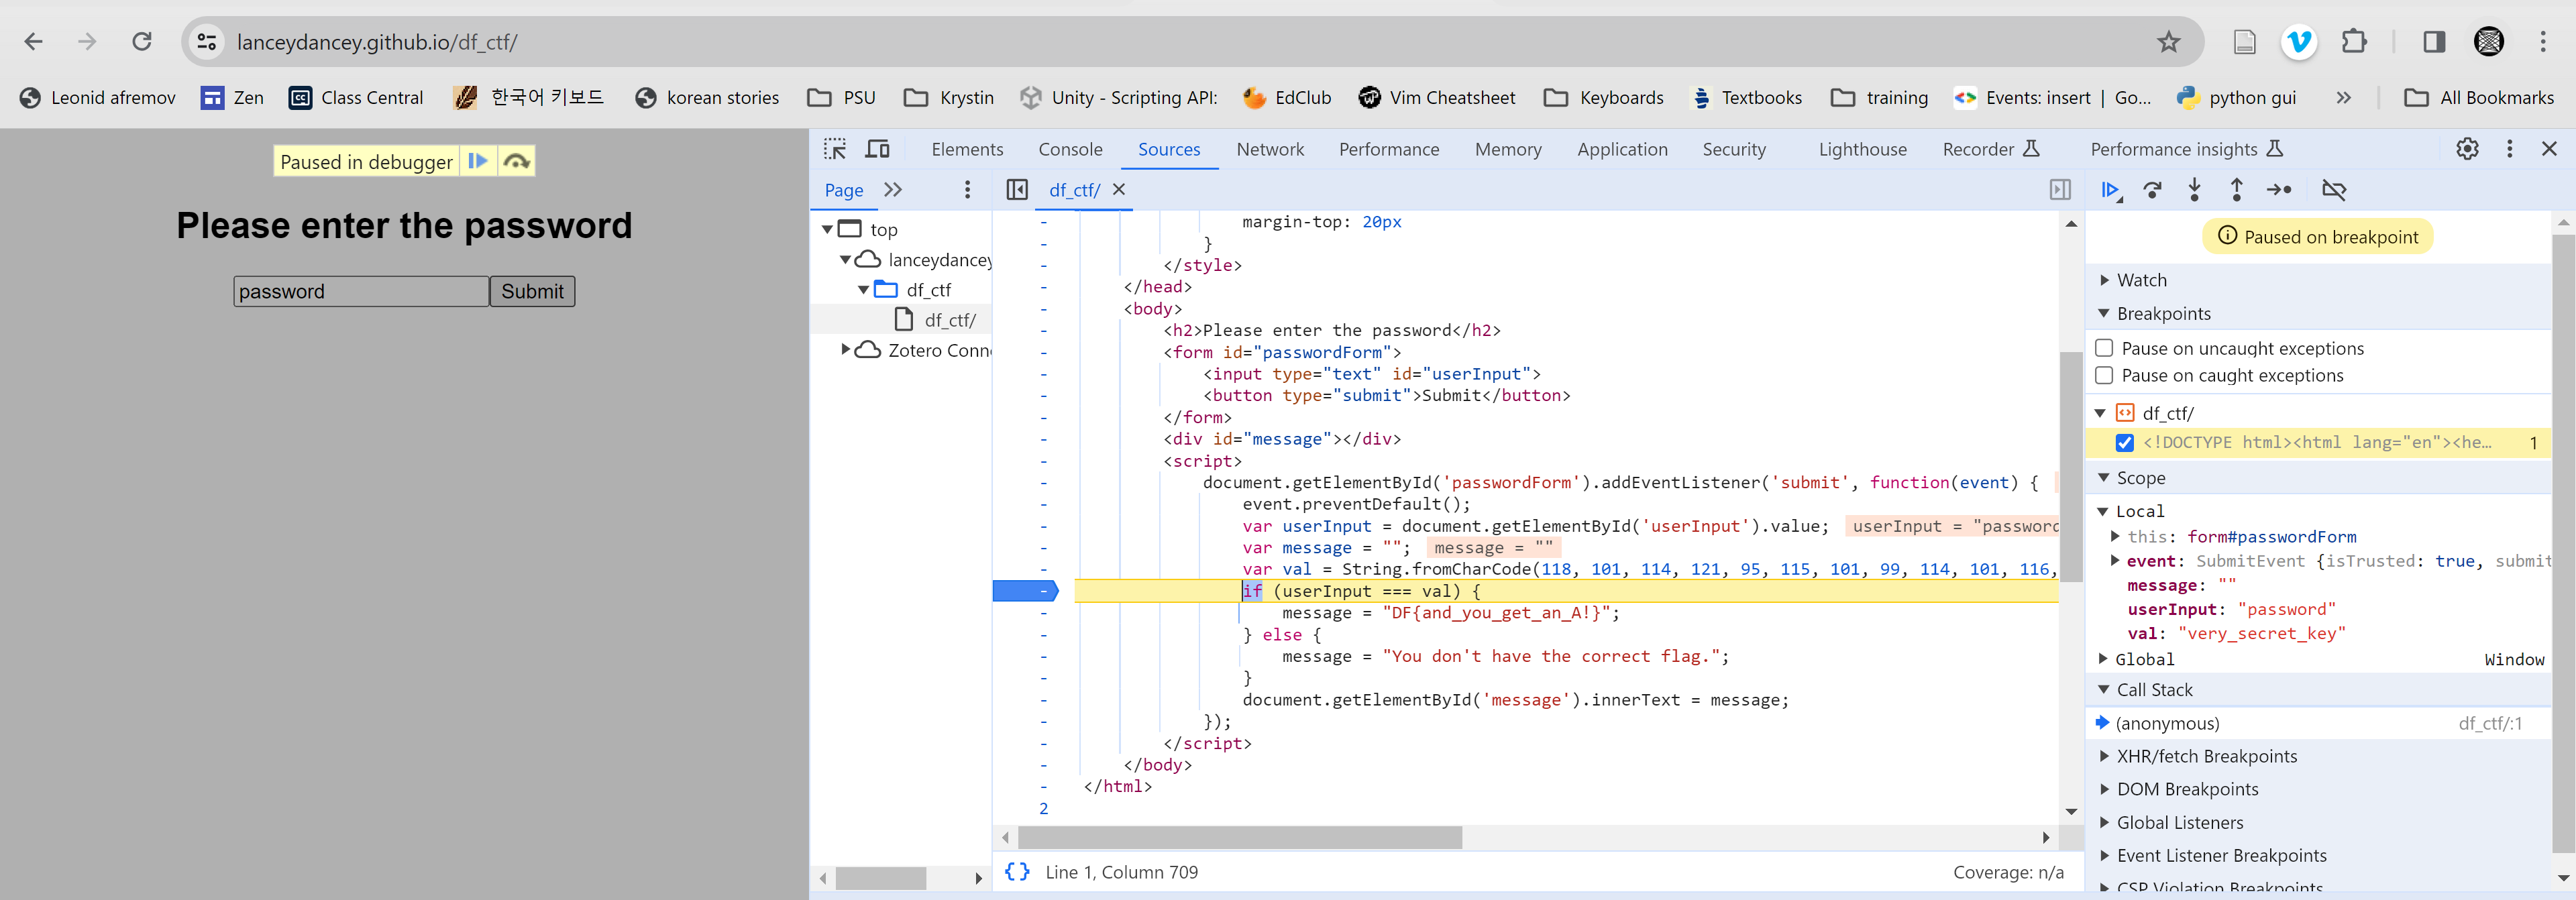 lanceydancey.github.io/df_ctf/
Leonid afremov Zen Class Central 한국어 키보드 korean stories PSU Krystin Unity - Scripting API: EdClub Vim Cheatsheet Keyboards Textbooks training Events: insert | Go... python gui » All Bookmarks
Paused in debugger
Please enter the password
password Submit
Elements Console Sources Network Performance Memory Application Security Lighthouse Recorder Performance insights
Page » df_ctf/
top
lanceydancey
df_ctf
df_ctf/
Zotero Conn
margin-top: 20px
}
</style>
</head>
<body>
<h2>Please enter the password</h2>
<form id="passwordForm">
<input type="text" id="userInput">
<button type="submit">Submit</button>
</form>
<div id="message"></div>
<script>
document.getElementById('passwordForm').addEventListener('submit', function(event) {
event.preventDefault();
var userInput = document.getElementById('userInput').value; userInput = "password
var message = ""; message = ""
var val = String.fromCharCode(118, 101, 114, 121, 95, 115, 101, 99, 114, 101, 116,
if (userInput === val) {
message = "DF{and_you_get_an_A!}";
} else {
message = "You don't have the correct flag.";
}
document.getElementById('message').innerText = message;
});
</script>
</body>
</html>
2
{} Line 1, Column 709 Coverage: n/a
Paused on breakpoint
Watch
Breakpoints
Pause on uncaught exceptions
Pause on caught exceptions
df_ctf/
<!DOCTYPE html><html lang="en"><he... 1
Scope
Local
this: form#passwordForm
event: SubmitEvent {isTrusted: true, submit
message: ""
userInput: "password"
val: "very_secret_key"
Global Window
Call Stack
(anonymous) df_ctf/:1
XHR/fetch Breakpoints
DOM Breakpoints
Global Listeners
Event Listener Breakpoints
CSP Violation Breakpoints